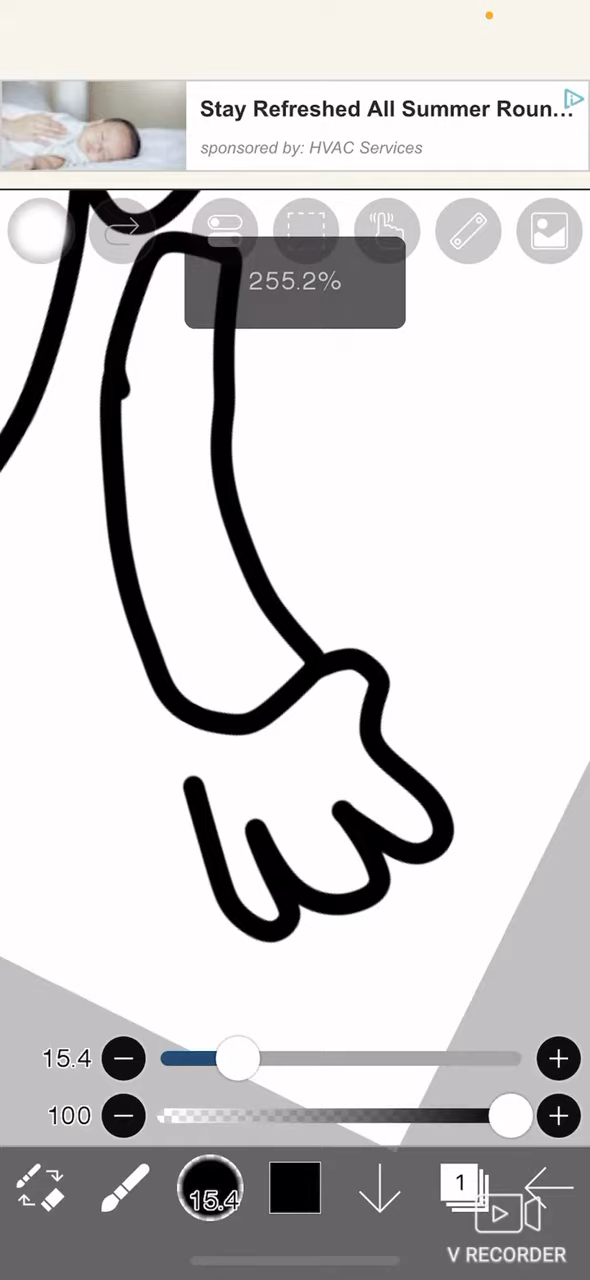 Stay Refreshed All Summer Roun...
sponsored by: HVAC Services
255.2%
15.4
100
15.4
1
V RECORDER